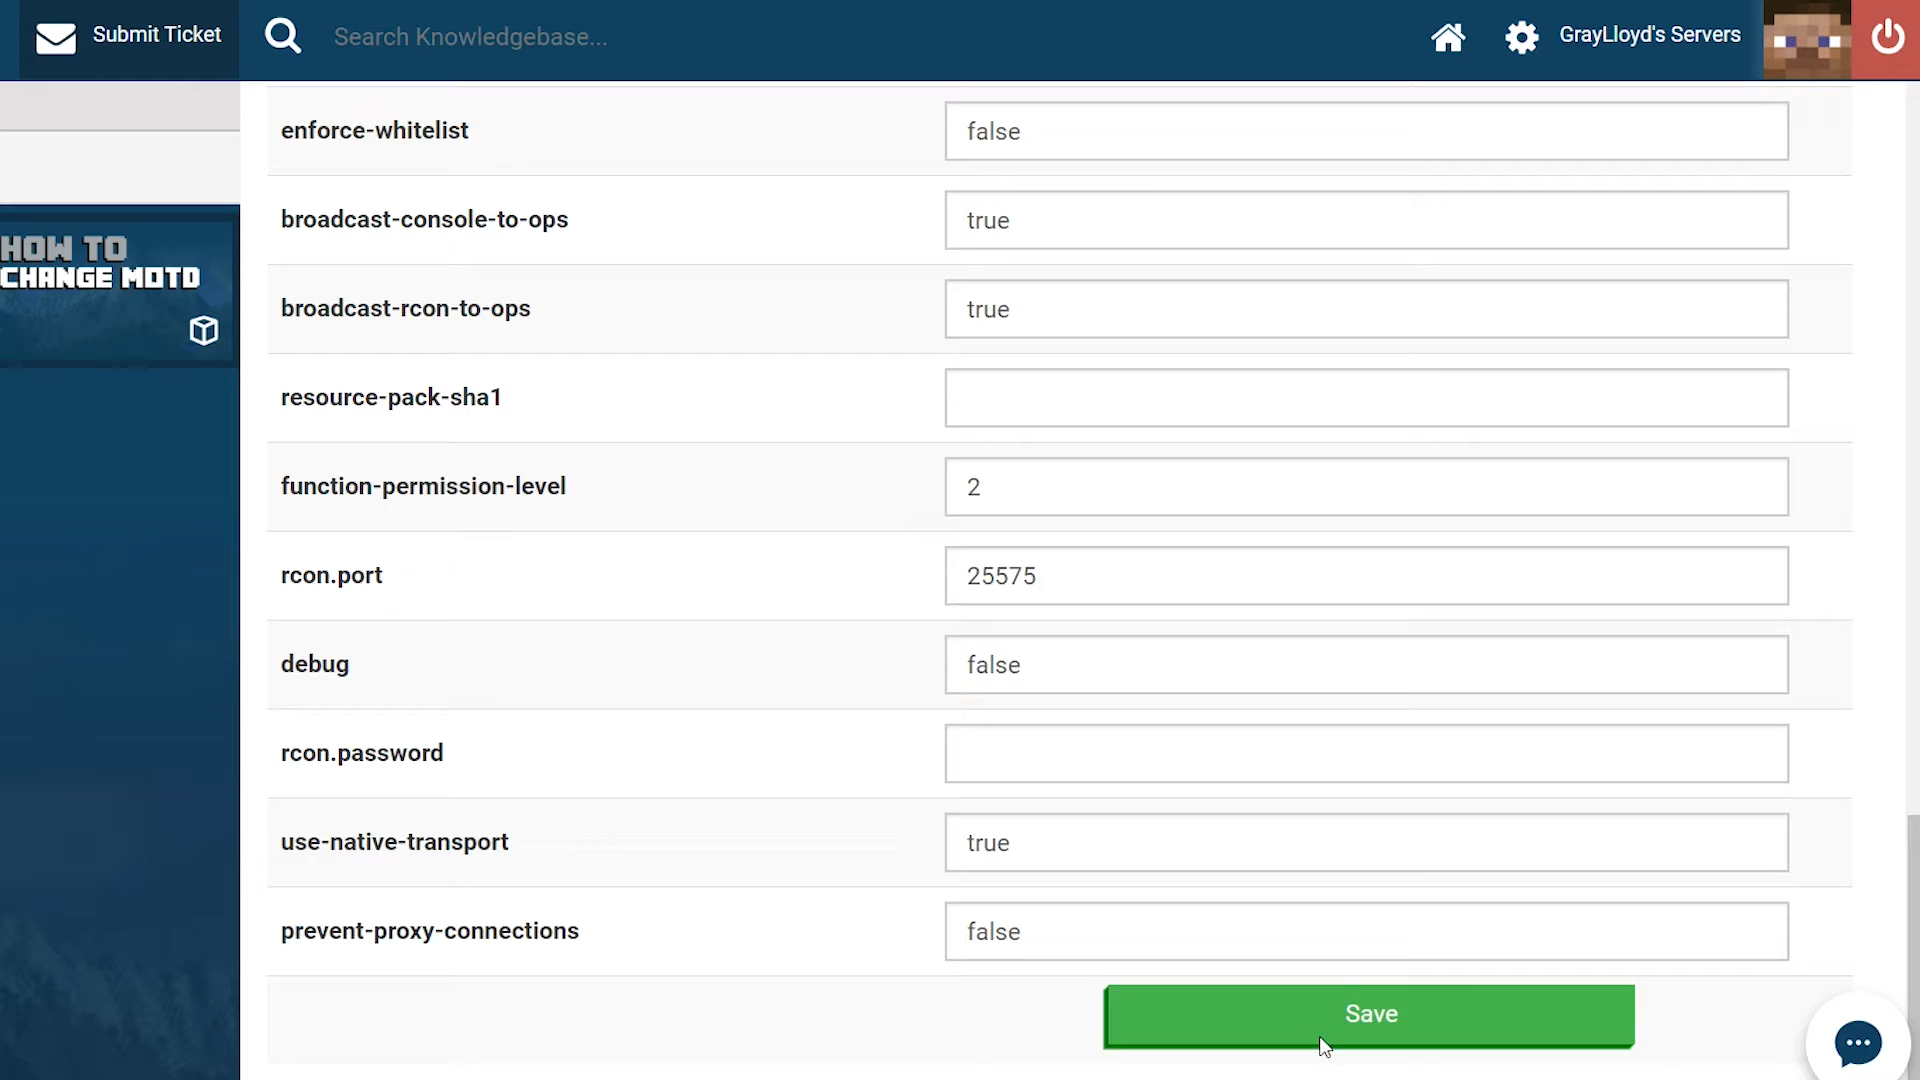 Submit Ticket
Search Knowledgebase...
GrayLloyd's Servers
enforce-whitelist
false
broadcast-console-to-ops
true
HOW TO
CHANGE MOTD
broadcast-rcon-to-ops
true
resource-pack-sha1
function-permission-level
2
rcon.port
25575
debug
false
rcon.password
use-native-transport
true
prevent-proxy-connections
false
Save